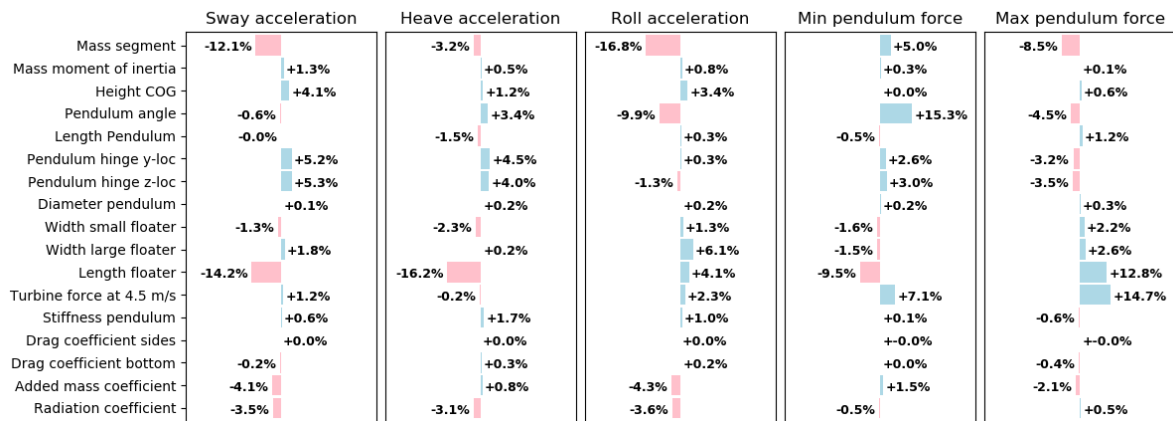 Sway acceleration Heave acceleration Roll acceleration Min pendulum force Max pendulum force
Mass segment -12.1% -3.2% -16.8% +5.0% -8.5%
Mass moment of inertia +1.3% +0.5% +0.8% +0.3% +0.1%
Height COG +4.1% +1.2% +3.4% +0.0% +0.6%
Pendulum angle -0.6% +3.4% -9.9% +15.3% -4.5%
Length Pendulum -0.0% -1.5% +0.3% -0.5% +1.2%
Pendulum hinge y-loc +5.2% +4.5% +0.3% +2.6% -3.2%
Pendulum hinge z-loc +5.3% +4.0% -1.3% +3.0% -3.5%
Diameter pendulum +0.1% +0.2% +0.2% +0.2% +0.3%
Width small floater -1.3% -2.3% +1.3% -1.6% +2.2%
Width large floater +1.8% +0.2% +6.1% -1.5% +2.6%
Length floater -14.2% -16.2% +4.1% -9.5% +12.8%
Turbine force at 4.5 m/s +1.2% -0.2% +2.3% +7.1% +14.7%
Stiffness pendulum +0.6% +1.7% +1.0% +0.1% -0.6%
Drag coefficient sides +0.0% +0.0% +0.0% +-0.0% +-0.0%
Drag coefficient bottom -0.2% +0.3% +0.2% +0.0% -0.4%
Added mass coefficient -4.1% +0.8% -4.3% +1.5% -2.1%
Radiation coefficient -3.5% -3.1% -3.6% -0.5% +0.5%